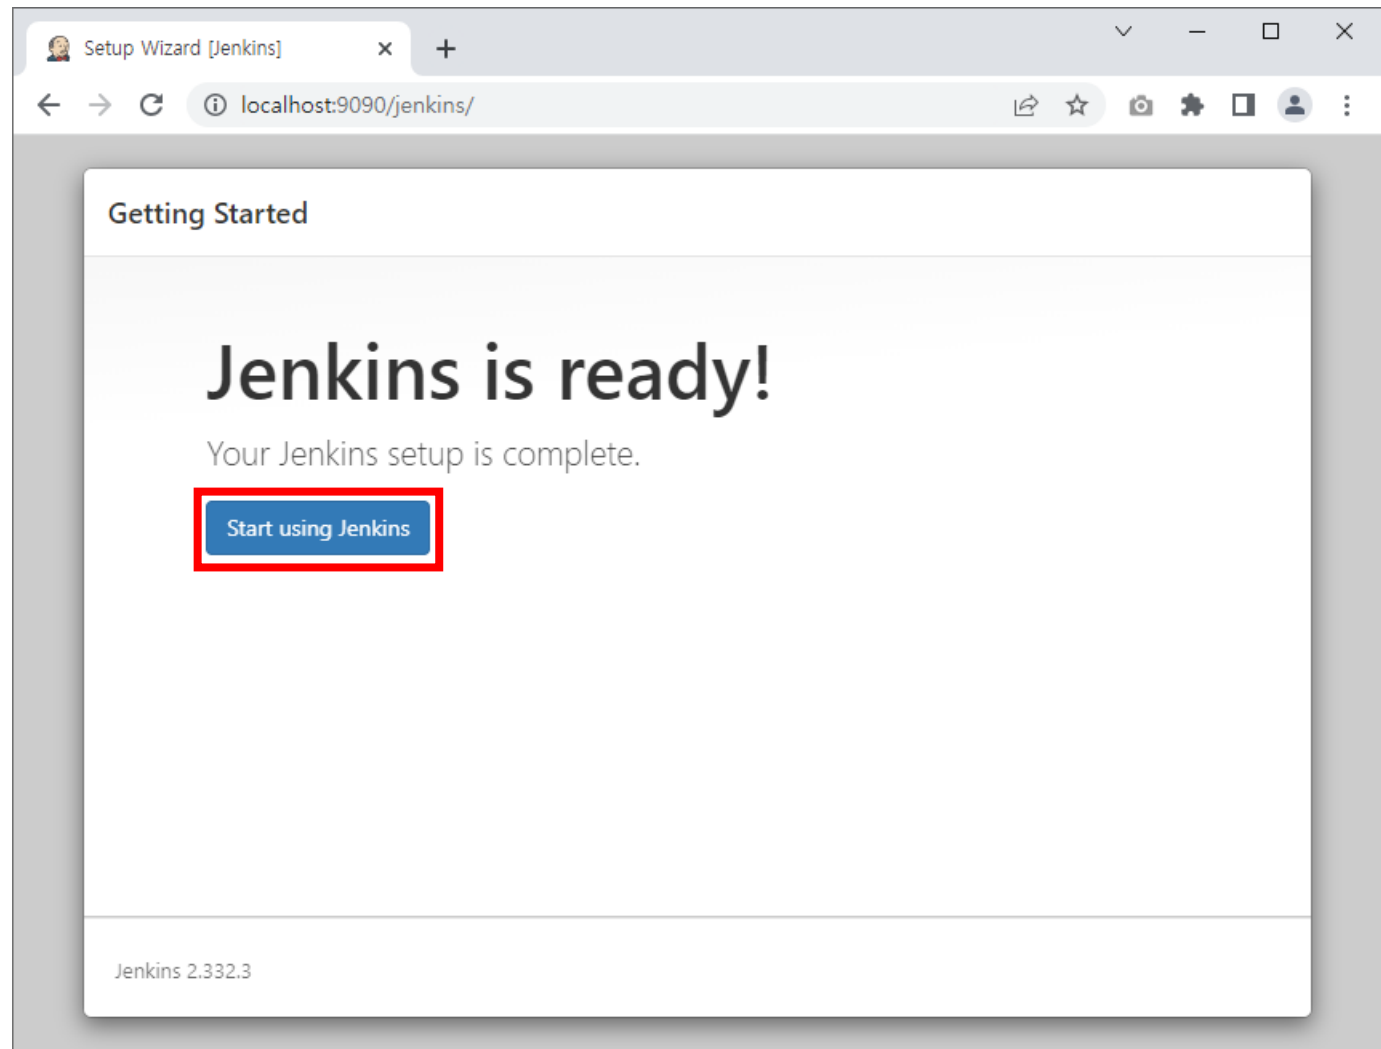 Setup Wizard [Jenkins]
localhost:9090/jenkins/
Getting Started
Jenkins is ready!
Your Jenkins setup is complete.
Start using Jenkins
Jenkins 2.332.3